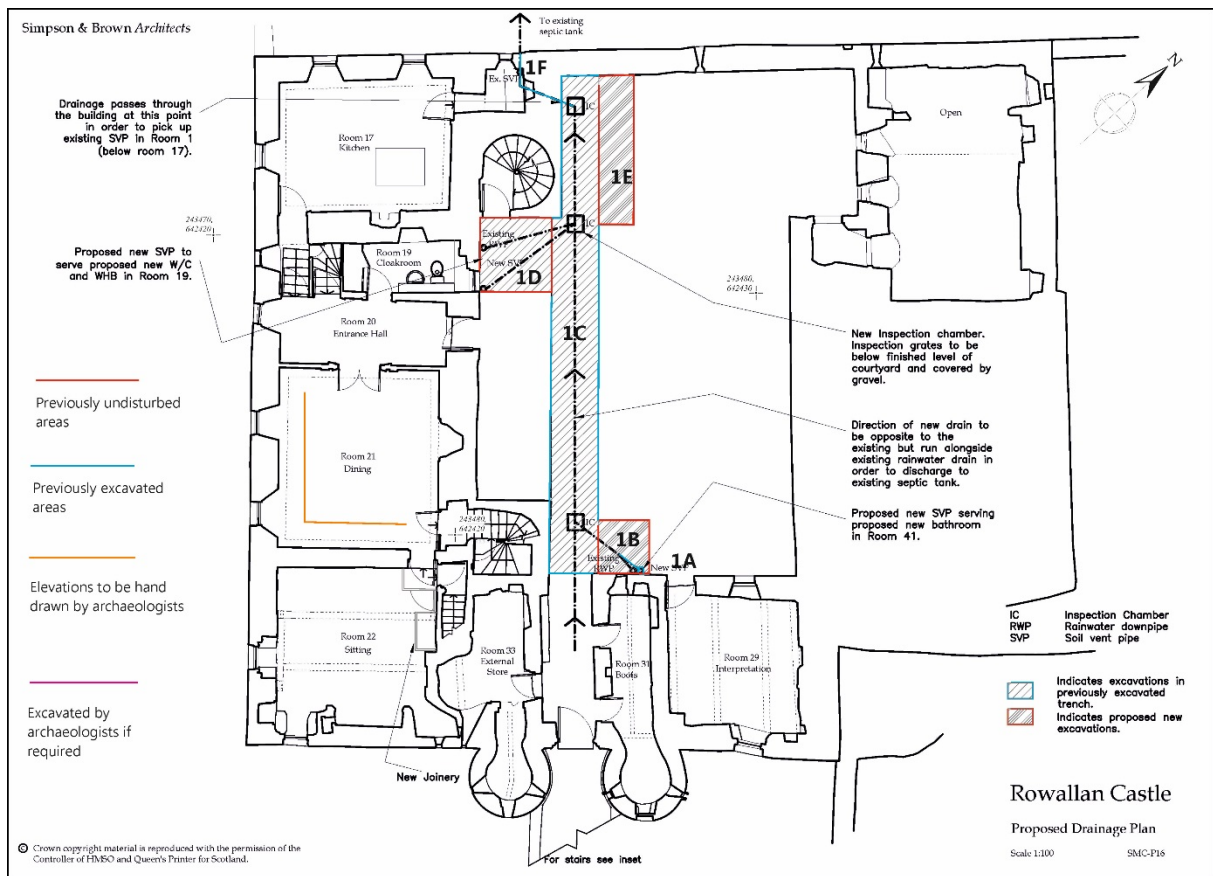 Simpson & Brown Architects
To existing
septic tank
N
Ex. SVP
1F
IC
Drainage passes through
the building at this point
in order to pick up
existing SVP in Room 1
(below room 17).
Room 17
Kitchen
Open
1E
243470,
642420
IC
Existing
RWP
New SVP
1D
Room 19
Cloakroom
Proposed new SVP to
serve proposed new W/C
and WHB in Room 19.
243480,
642430
Room 20
Entrance Hall
1C
New Inspection chamber.
Inspection grates to be
below finished level of
courtyard and covered by
gravel.
Previously undisturbed
areas
Direction of new drain to
be opposite to the
existing but run alongside
existing rainwater drain in
order to discharge to
existing septic tank.
Room 21
Dining
Previously excavated
areas
Proposed new SVP serving
proposed new bathroom
in Room 41.
243480,
642420
IC
1B
1A
Existing
RWP
New SVP
Elevations to be hand
drawn by archaeologists
IC Inspection Chamber
RWP Rainwater downpipe
SVP Soil vent pipe
Room 22
Sitting
Room 33
External
Store
Room 31
Boots
Room 29
Interpretation
Indicates excavations in
previously excavated
trench.
Indicates proposed new
excavations.
Excavated by
archaeologists if
required
New Joinery
Rowallan Castle
Proposed Drainage Plan
Scale 1:100 SMC-P16
© Crown copyright material is reproduced with the permission of the
Controller of HMSO and Queen's Printer for Scotland.
For stairs see inset